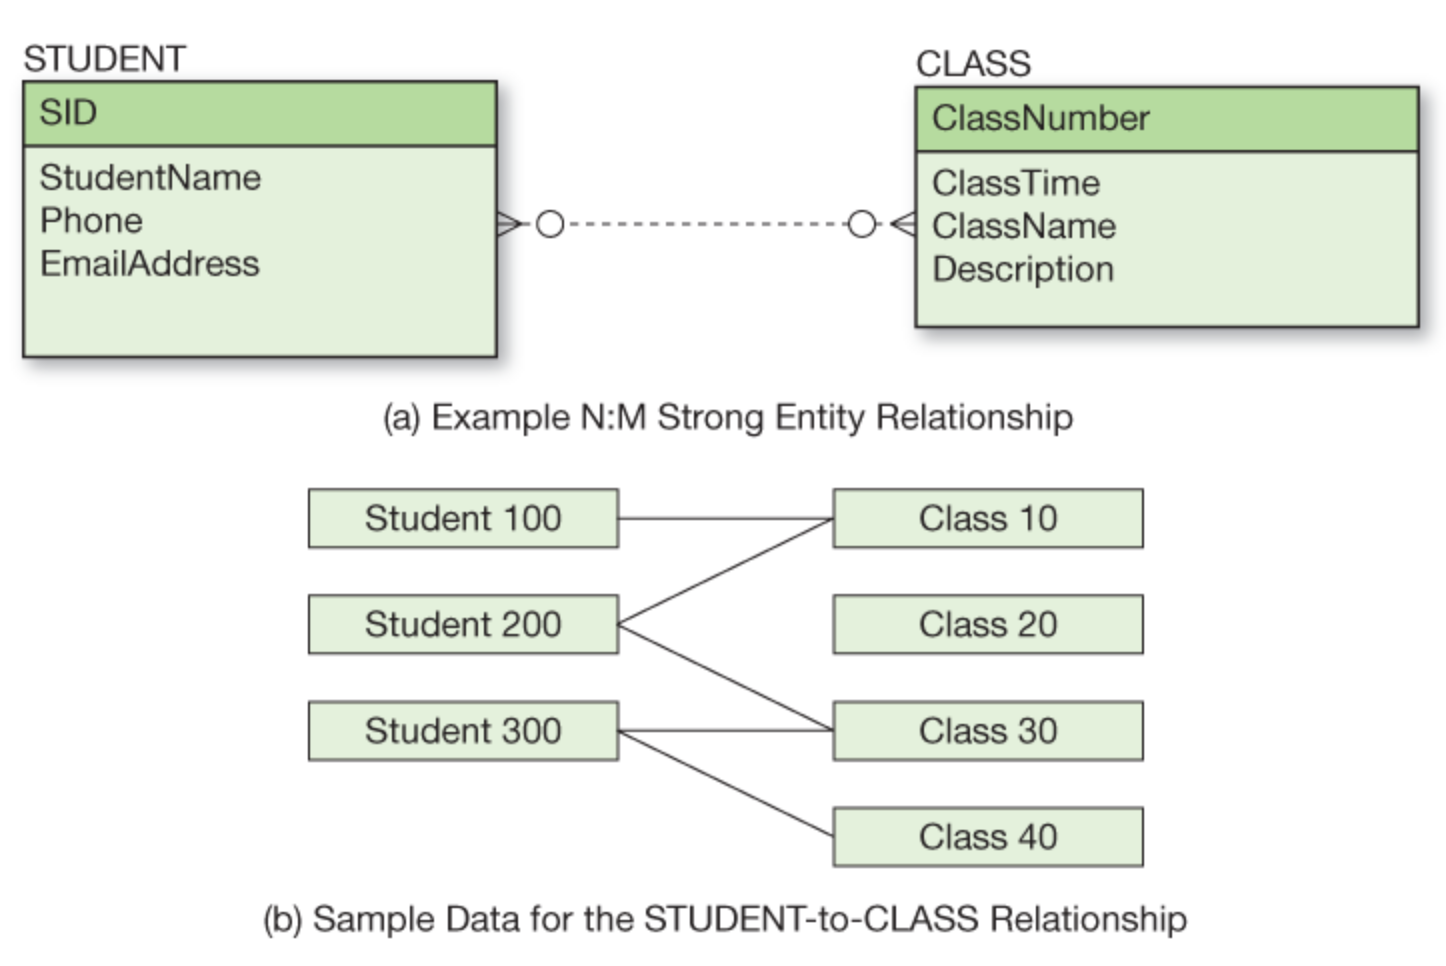 STUDENT
SID
StudentName
Phone
EmailAddress
CLASS
ClassNumber
ClassTime
ClassName
Description
(a) Example N:M Strong Entity Relationship
Student 100
Class 10
Student 200
Class 20
Student 300
Class 30
Class 40
(b) Sample Data for the STUDENT-to-CLASS Relationship